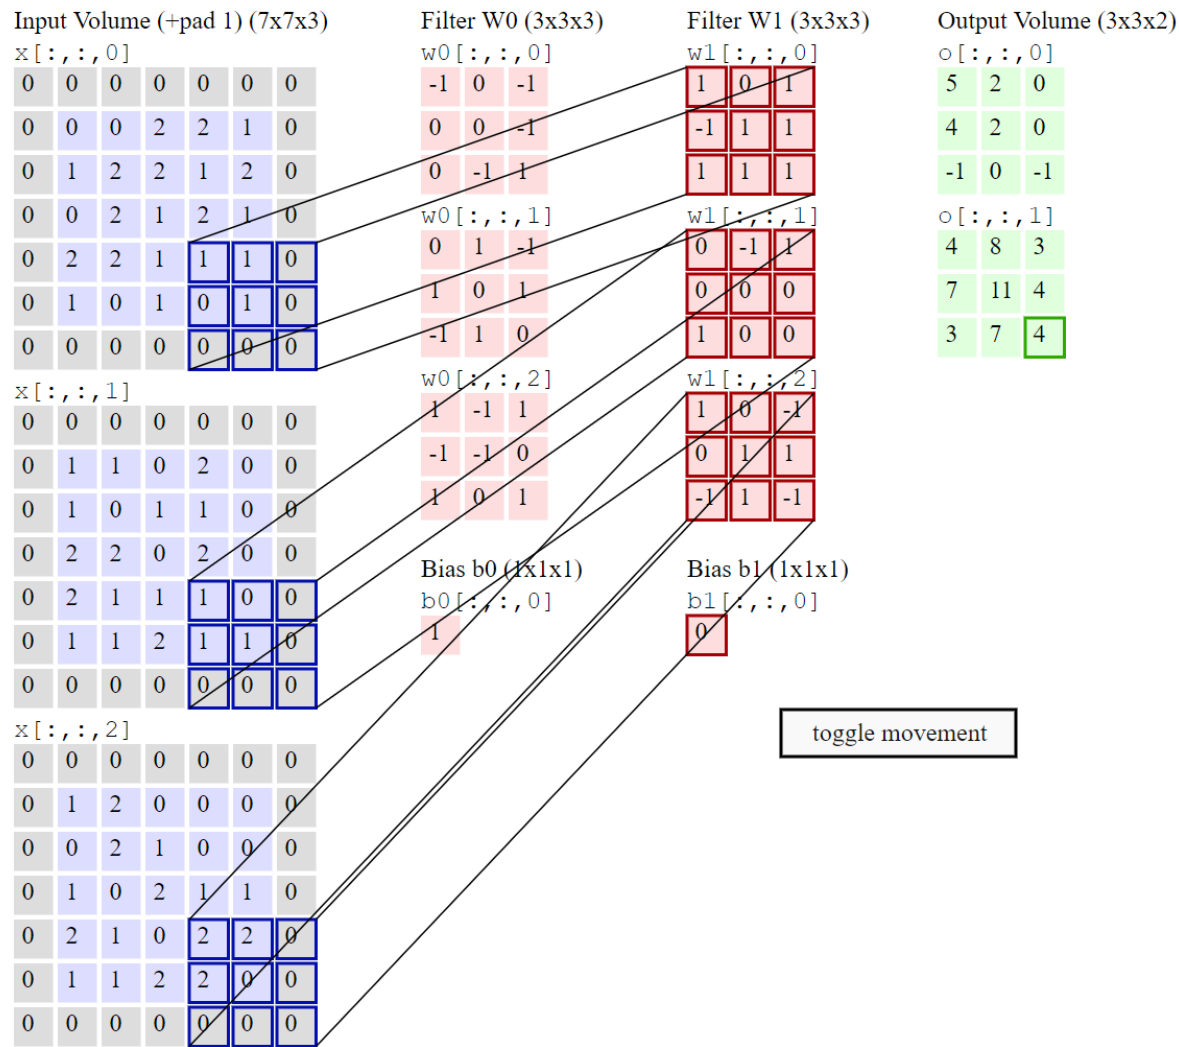 Input Volume (+pad 1) (7x7x3)
x[:,:,0]
0 0 0 0 0 0 0
0 0 0 2 2 1 0
0 1 2 2 1 2 0
0 0 2 1 2 1 0
0 2 2 1 1 1 0
0 1 0 1 0 1 0
0 0 0 0 0 0 0
x[:,:,1]
0 0 0 0 0 0 0
0 1 1 0 2 0 0
0 1 0 1 1 0 0
0 2 2 0 2 0 0
0 2 1 1 1 0 0
0 1 1 2 1 1 0
0 0 0 0 0 0 0
x[:,:,2]
0 0 0 0 0 0 0
0 1 2 0 0 0 0
0 0 2 1 0 0 0
0 1 0 2 1 1 0
0 2 1 0 2 2 0
0 1 1 2 2 0 0
0 0 0 0 0 0 0
Filter W0 (3x3x3)
w0[:,:,0]
-1 0 -1
0 0 -1
0 -1 1
w0[:,:,1]
0 1 -1
1 0 1
-1 1 0
w0[:,:,2]
1 -1 1
-1 -1 0
1 0 1
Bias b0 (1x1x1)
b0[:,:,0]
1
Filter W1 (3x3x3)
w1[:,:,0]
1 0 1
-1 1 1
1 1 1
w1[:,:,1]
0 -1 1
0 0 0
1 0 0
w1[:,:,2]
1 0 -1
0 1 1
-1 1 -1
Bias b1 (1x1x1)
b1[:,:,0]
0
Output Volume (3x3x2)
o[:,:,0]
5 2 0
4 2 0
-1 0 -1
o[:,:,1]
4 8 3
7 11 4
3 7 4
toggle movement